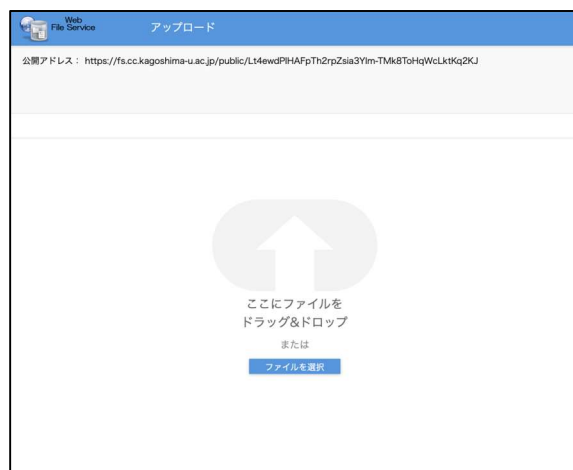 Web
File Service
アップロード
公開アドレス： https://fs.cc.kagoshima-u.ac.jp/public/Lt4ewdPlHAFpTh2rpZsia3Ylm-TMk8ToHqWcLktKq2KJ
ここにファイルを
ドラッグ&ドロップ
または
ファイルを選択